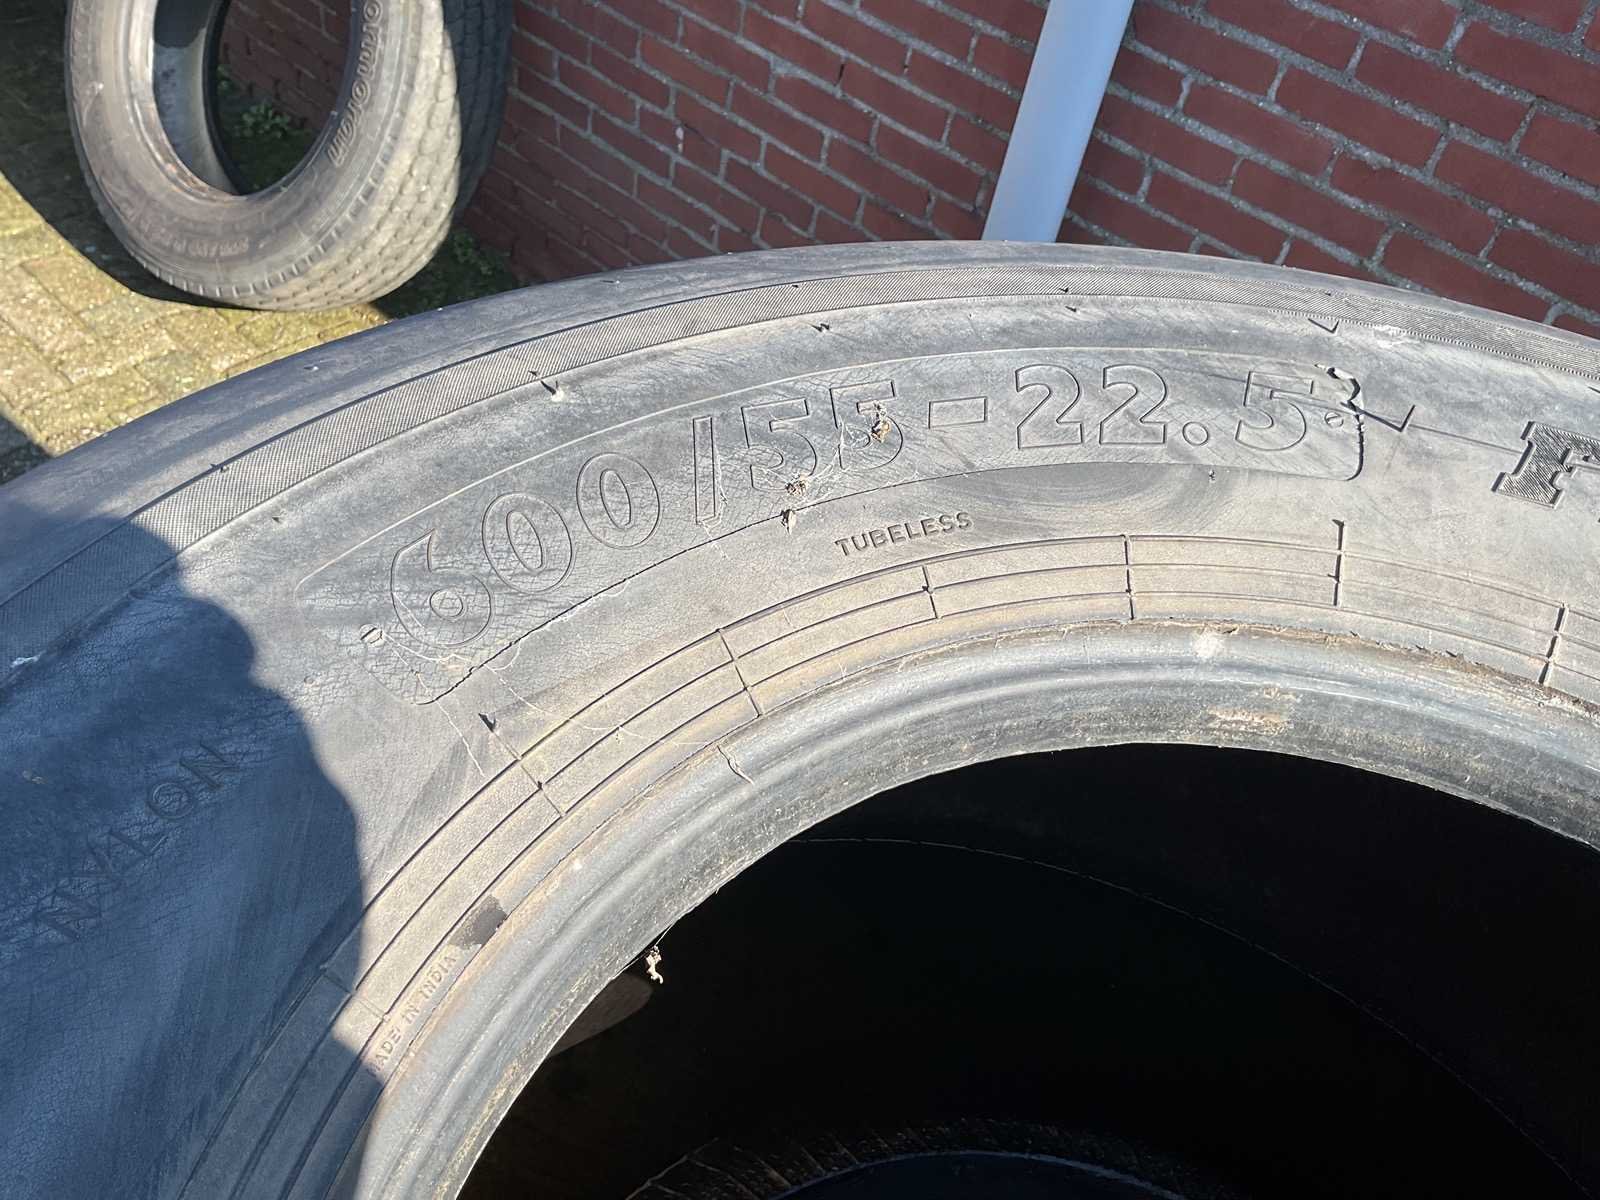 600/55-22.5
F
TUBELESS
NYLON
MADE IN INDIA